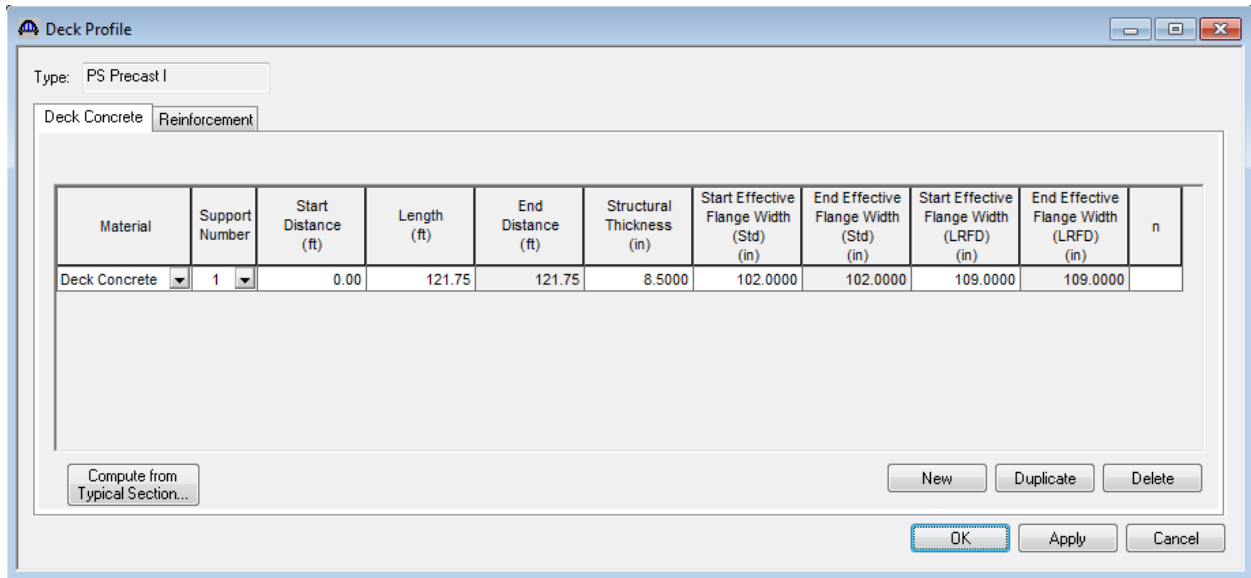 Deck Profile
Type: PS Precast I
Deck Concrete Reinforcement
Material Support Number Start Distance (ft) Length (ft) End Distance (ft) Structural Thickness (in) Start Effective Flange Width (Std) (in) End Effective Flange Width (Std) (in) Start Effective Flange Width (LRFD) (in) End Effective Flange Width (LRFD) (in) n
Deck Concrete 1 0.00 121.75 121.75 8.5000 102.0000 102.0000 109.0000 109.0000
Compute from
Typical Section...
New Duplicate Delete
OK Apply Cancel